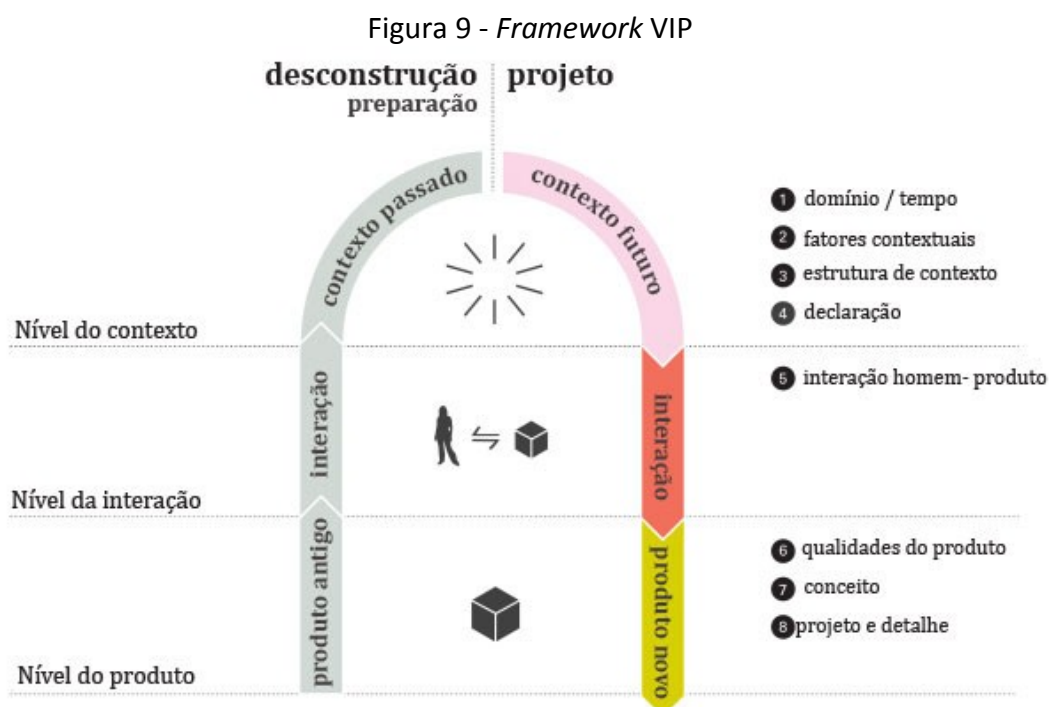 Figura 9 - Framework VIP
desconstrução
preparação
projeto
contexto passado
contexto futuro
1 domínio / tempo
2 fatores contextuais
3 estrutura de contexto
4 declaração
Nível do contexto
interação
interação
5 interação homem- produto
Nível da interação
produto antigo
produto novo
6 qualidades do produto
7 conceito
8 projeto e detalhe
Nível do produto